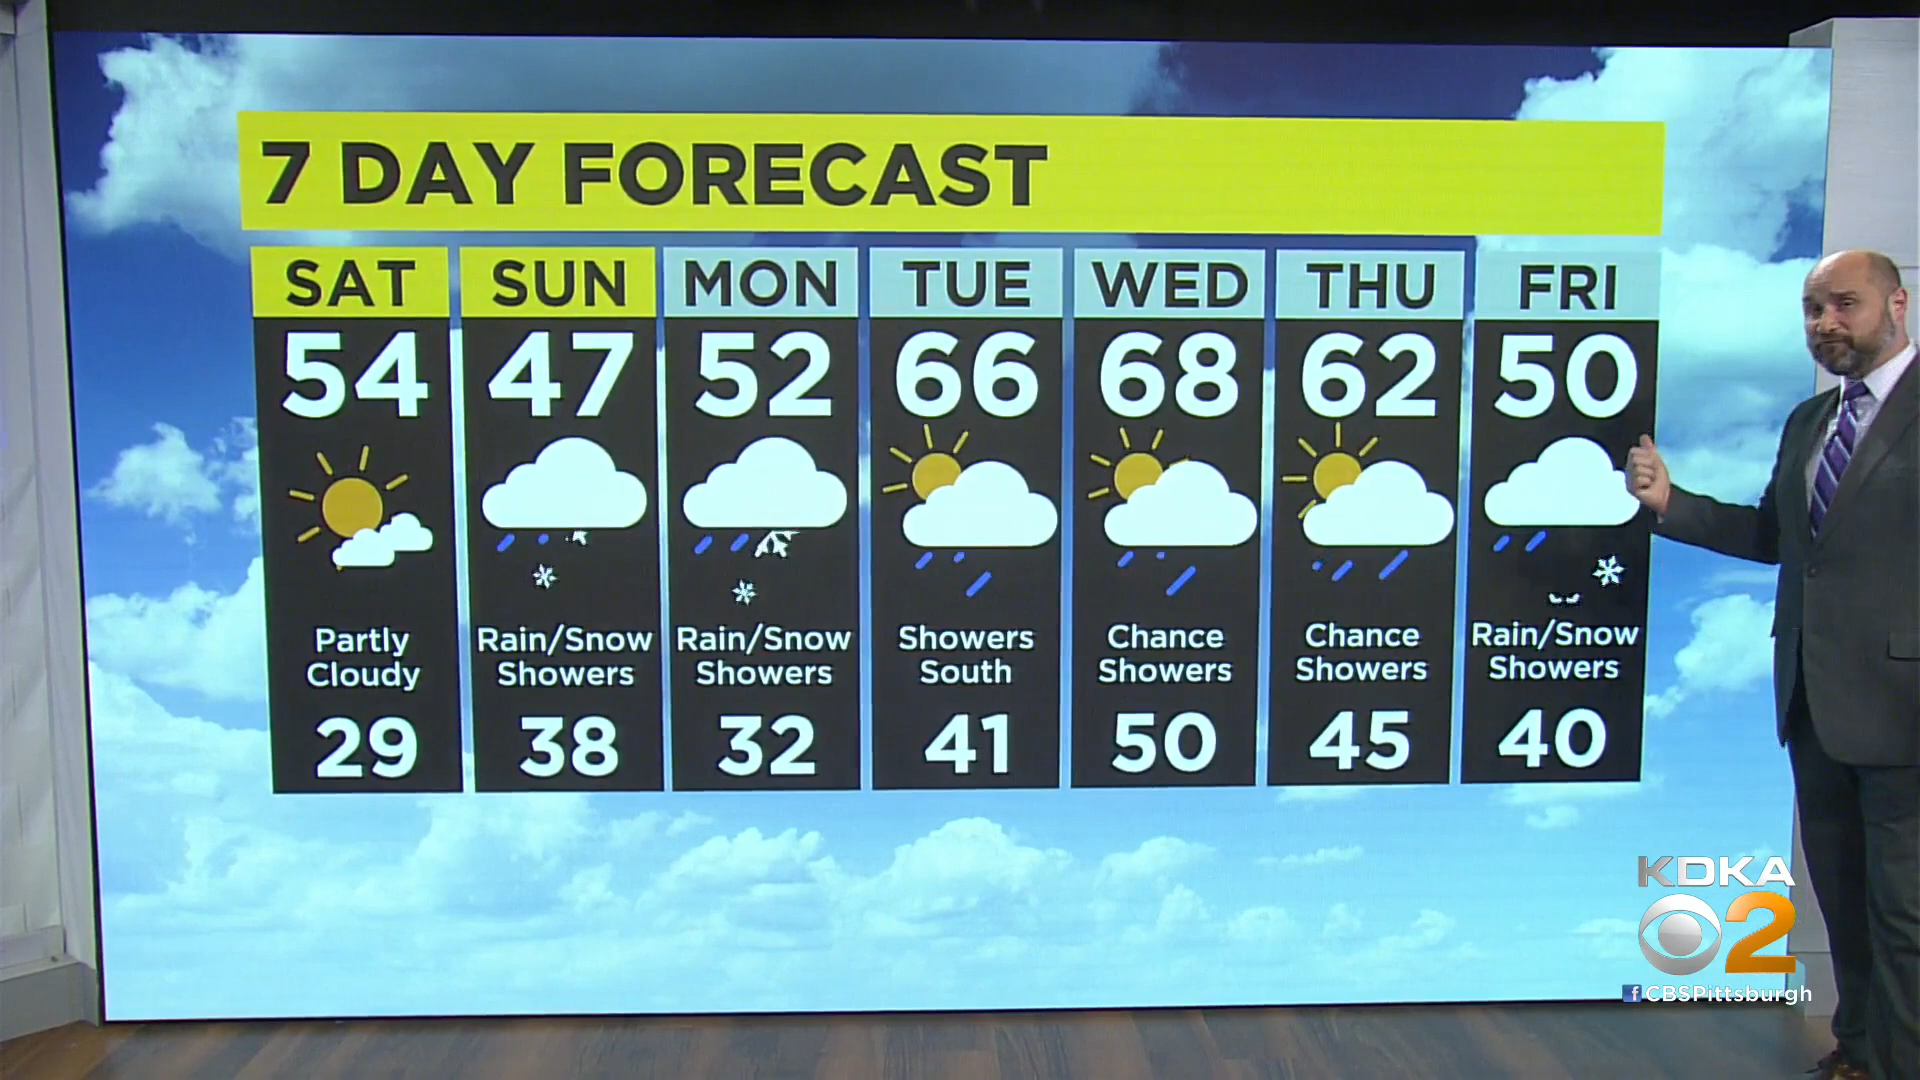 7 DAY FORECAST
SAT SUN MON TUE WED THU FRI
54 47 52 66 68 62 50
Partly Rain/Snow Rain/Snow Showers Chance Chance Rain/Snow
Cloudy Showers Showers South Showers Showers Showers
29 38 32 41 50 45 40
KDKA
2
f CBSPittsburgh